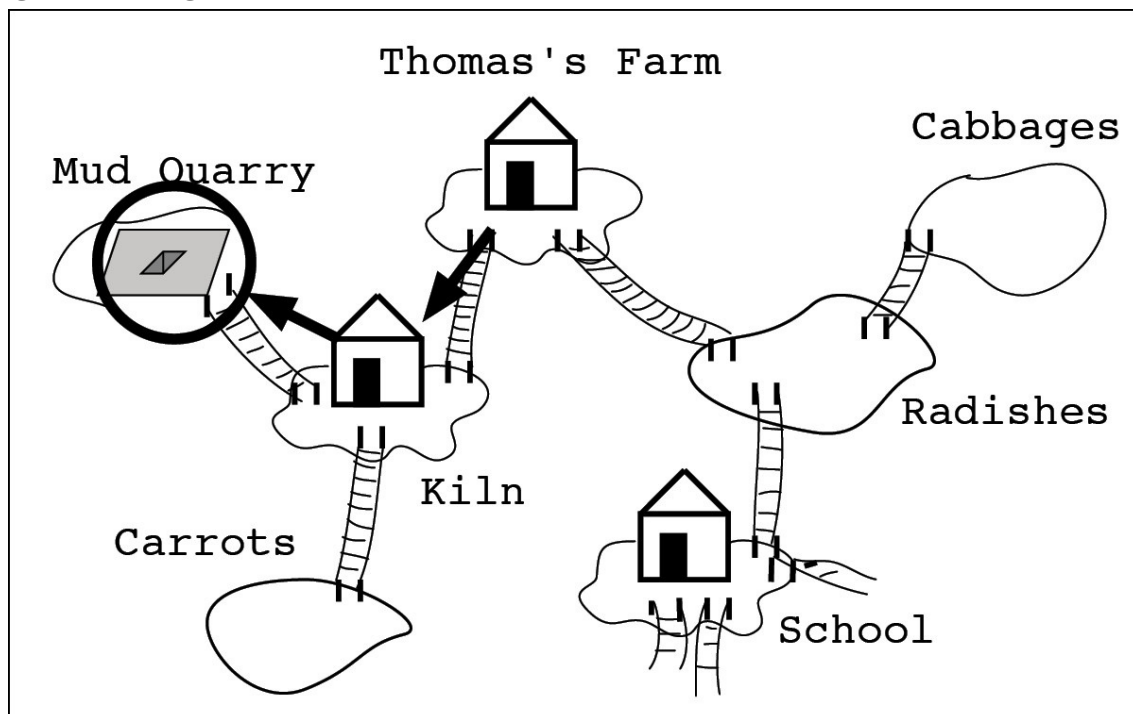 Thomas's Farm
Cabbages
Mud Quarry
Radishes
Kiln
Carrots
School